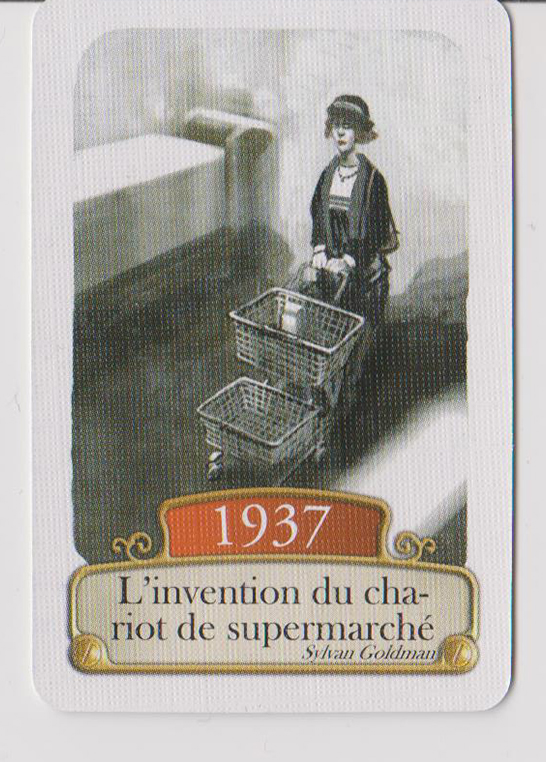 1937
L'invention du cha-
riot de supermarché
Sylvan Goldman